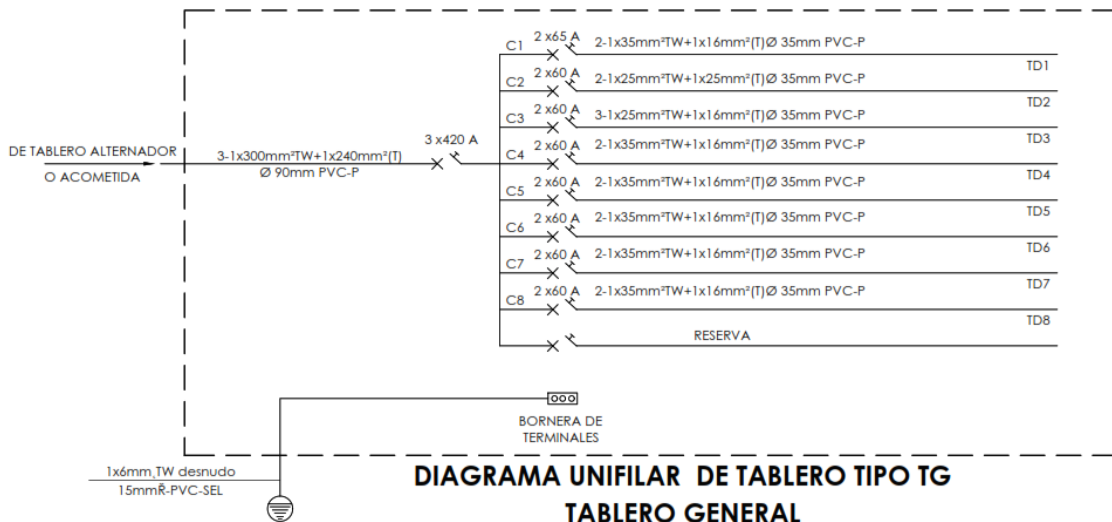 C1 2 x65 A 2-1x35mm²TW+1x16mm²(T)Ø 35mm PVC-P
TD1
C2 2 x60 A 2-1x25mm²TW+1x25mm²(T)Ø 35mm PVC-P
TD2
C3 2 x60 A 3-1x25mm²TW+1x16mm²(T)Ø 35mm PVC-P
TD3
DE TABLERO ALTERNADOR
O ACOMETIDA
3-1x300mm²TW+1x240mm²(T)
Ø 90mm PVC-P
3 x420 A
C4 2 x60 A 2-1x35mm²TW+1x16mm²(T)Ø 35mm PVC-P
TD4
C5 2 x60 A 2-1x35mm²TW+1x16mm²(T)Ø 35mm PVC-P
TD5
C6 2 x60 A 2-1x35mm²TW+1x16mm²(T)Ø 35mm PVC-P
TD6
C7 2 x60 A 2-1x35mm²TW+1x16mm²(T)Ø 35mm PVC-P
TD7
C8 2 x60 A 2-1x35mm²TW+1x16mm²(T)Ø 35mm PVC-P
TD8
RESERVA
BORNERA DE
TERMINALES
1x6mm¸TW desnudo
15mmŘ-PVC-SEL
DIAGRAMA UNIFILAR DE TABLERO TIPO TG
TABLERO GENERAL